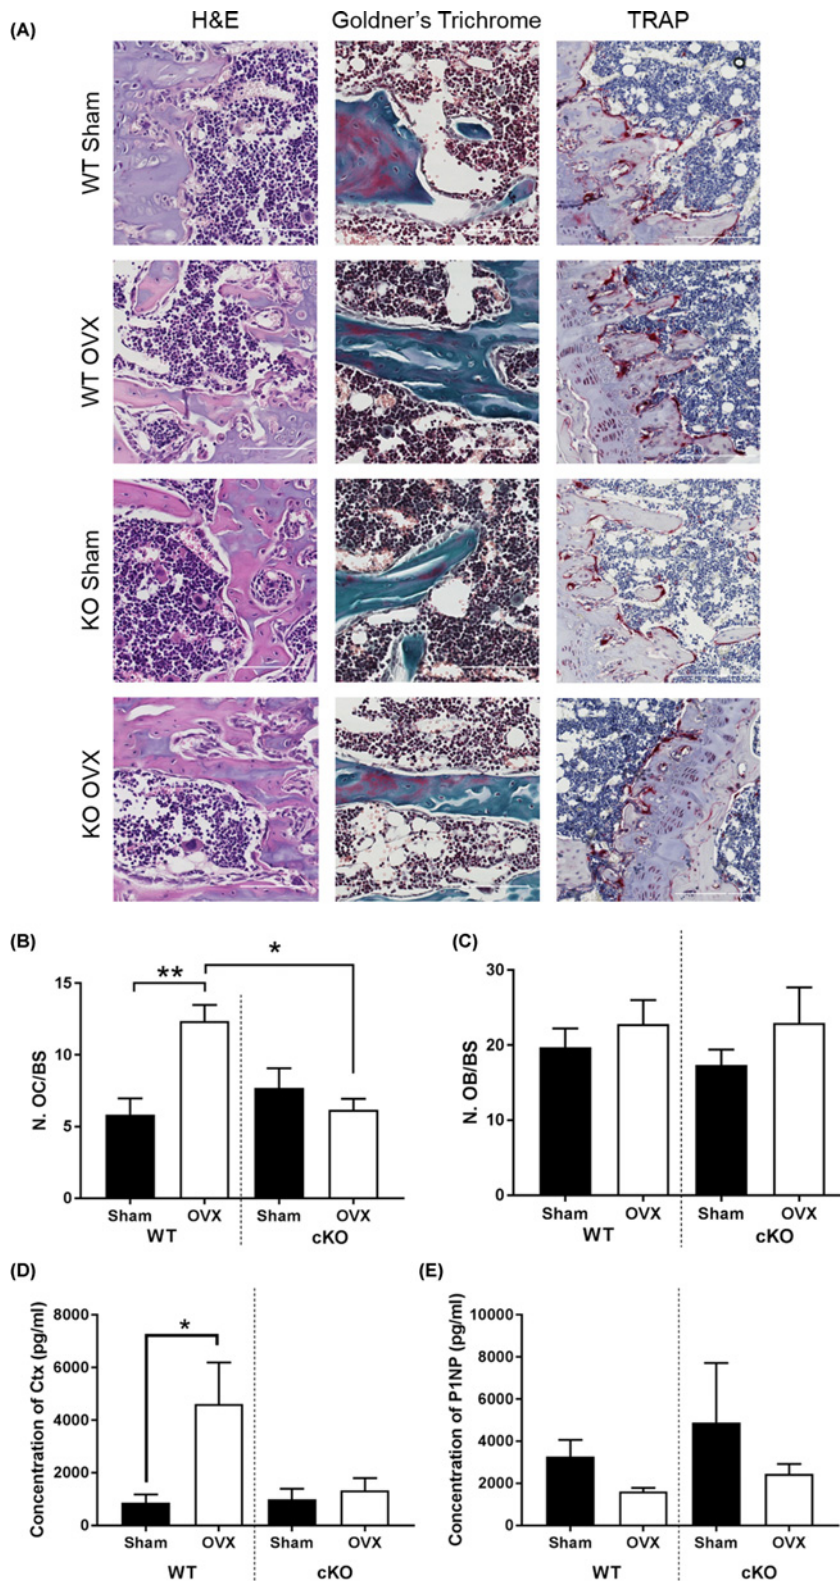 (A)
H&E Goldner's Trichrome TRAP
WT Sham
WT OVX
KO Sham
KO OVX
(B)
N. OC/BS
15
10
5
0
**
*
Sham OVX Sham OVX
WT cKO
(C)
N. OB/BS
30
20
10
0
Sham OVX Sham OVX
WT cKO
(D)
Concentration of Ctx (pg/ml)
8000
6000
4000
2000
0
*
Sham OVX Sham OVX
WT cKO
(E)
Concentration of P1NP (pg/ml)
10000
8000
6000
4000
2000
0
Sham OVX Sham OVX
WT cKO